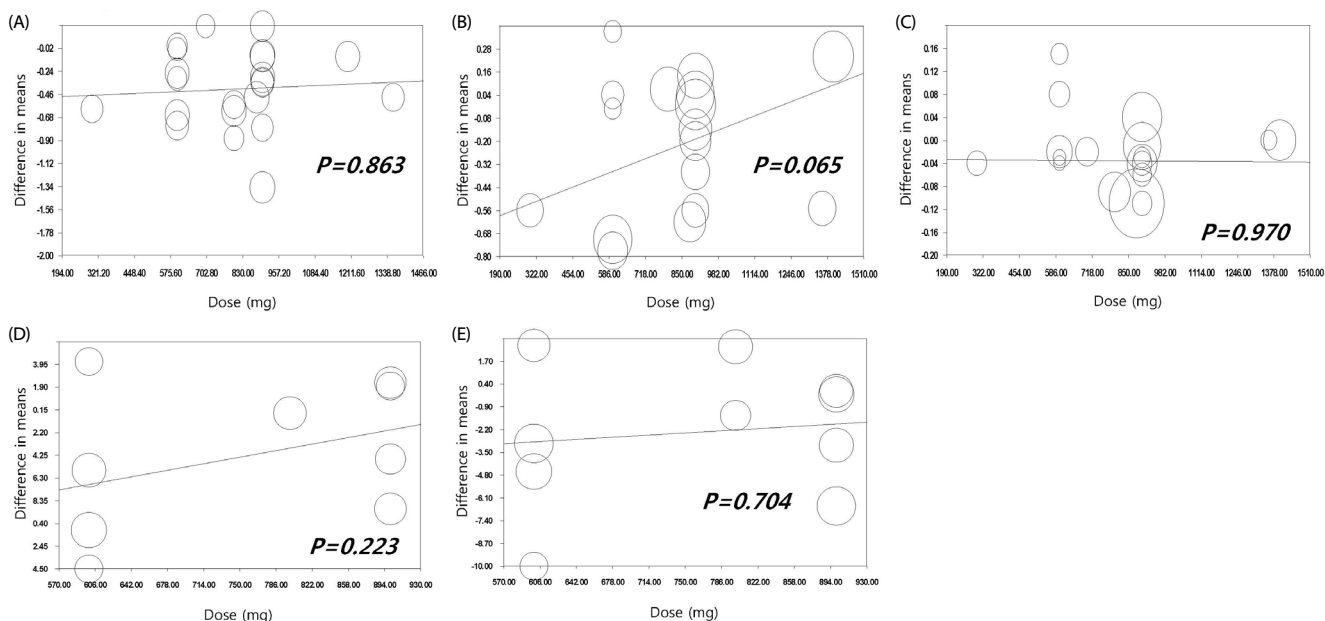 (A)
Difference in means
-0.02
-0.24
-0.46
-0.68
-0.90
-1.12
-1.34
-1.56
-1.78
-2.00
P=0.863
194.00 321.20 448.40 575.60 702.80 830.00 957.20 1084.40 1211.60 1338.80 1466.00
Dose (mg)
(B)
Difference in means
0.28
0.16
0.04
-0.08
-0.20
-0.32
-0.44
-0.56
-0.68
-0.80
P=0.065
190.00 322.00 454.00 586.00 718.00 850.00 982.00 1114.00 1246.00 1378.00 1510.00
Dose (mg)
(C)
Difference in means
0.16
0.12
0.08
0.04
0.00
-0.04
-0.08
-0.12
-0.16
-0.20
P=0.970
190.00 322.00 454.00 586.00 718.00 850.00 982.00 1114.00 1246.00 1378.00 1510.00
Dose (mg)
(D)
Difference in means
3.95
1.90
0.15
2.20
4.25
6.30
8.35
0.40
2.45
4.50
P=0.223
570.00 606.00 642.00 678.00 714.00 750.00 786.00 822.00 858.00 894.00 930.00
Dose (mg)
(E)
Difference in means
1.70
0.40
-0.90
-2.20
-3.50
-4.80
-6.10
-7.40
-8.70
-10.00
P=0.704
570.00 606.00 642.00 678.00 714.00 750.00 786.00 822.00 858.00 894.00 930.00
Dose (mg)